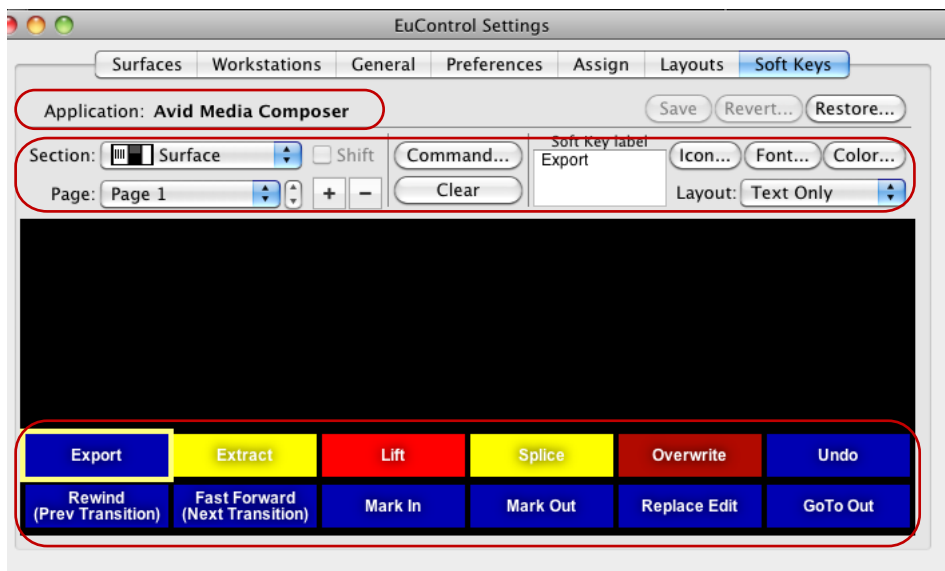 EuControl Settings
Surfaces Workstations General Preferences Assign Layouts Soft Keys
Application: Avid Media Composer Save Revert... Restore...
Section: Surface Shift Command... Soft Key label Icon... Font... Color...
Export
Page: Page 1 + - Clear Layout: Text Only
Export Extract Lift Splice Overwrite Undo
Rewind Fast Forward Mark In Mark Out Replace Edit GoTo Out
(Prev Transition) (Next Transition)